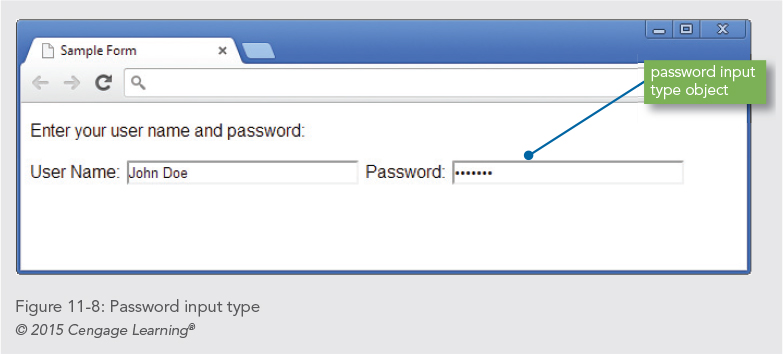 Sample Form
password input
type object
Enter your user name and password:
User Name: John Doe Password: •••••••
Figure 11-8: Password input type
© 2015 Cengage Learning®